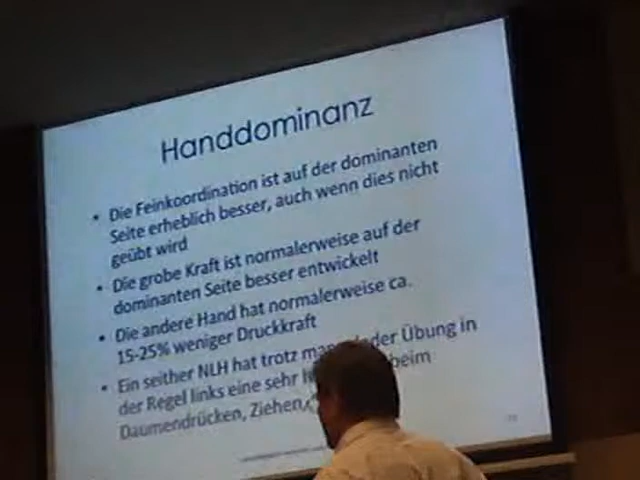 Handdominanz
• Die Feinkoordination ist auf der dominanten
Seite erheblich besser, auch wenn dies nicht
geübt wird
• Die grobe Kraft ist normalerweise auf der
dominanten Seite besser entwickelt
• Die andere Hand hat normalerweise ca.
15-25% weniger Druckkraft
• Ein seither NLH hat trotz der Übung in
der Regel links eine sehr beim
Daumendrücken, Ziehen,